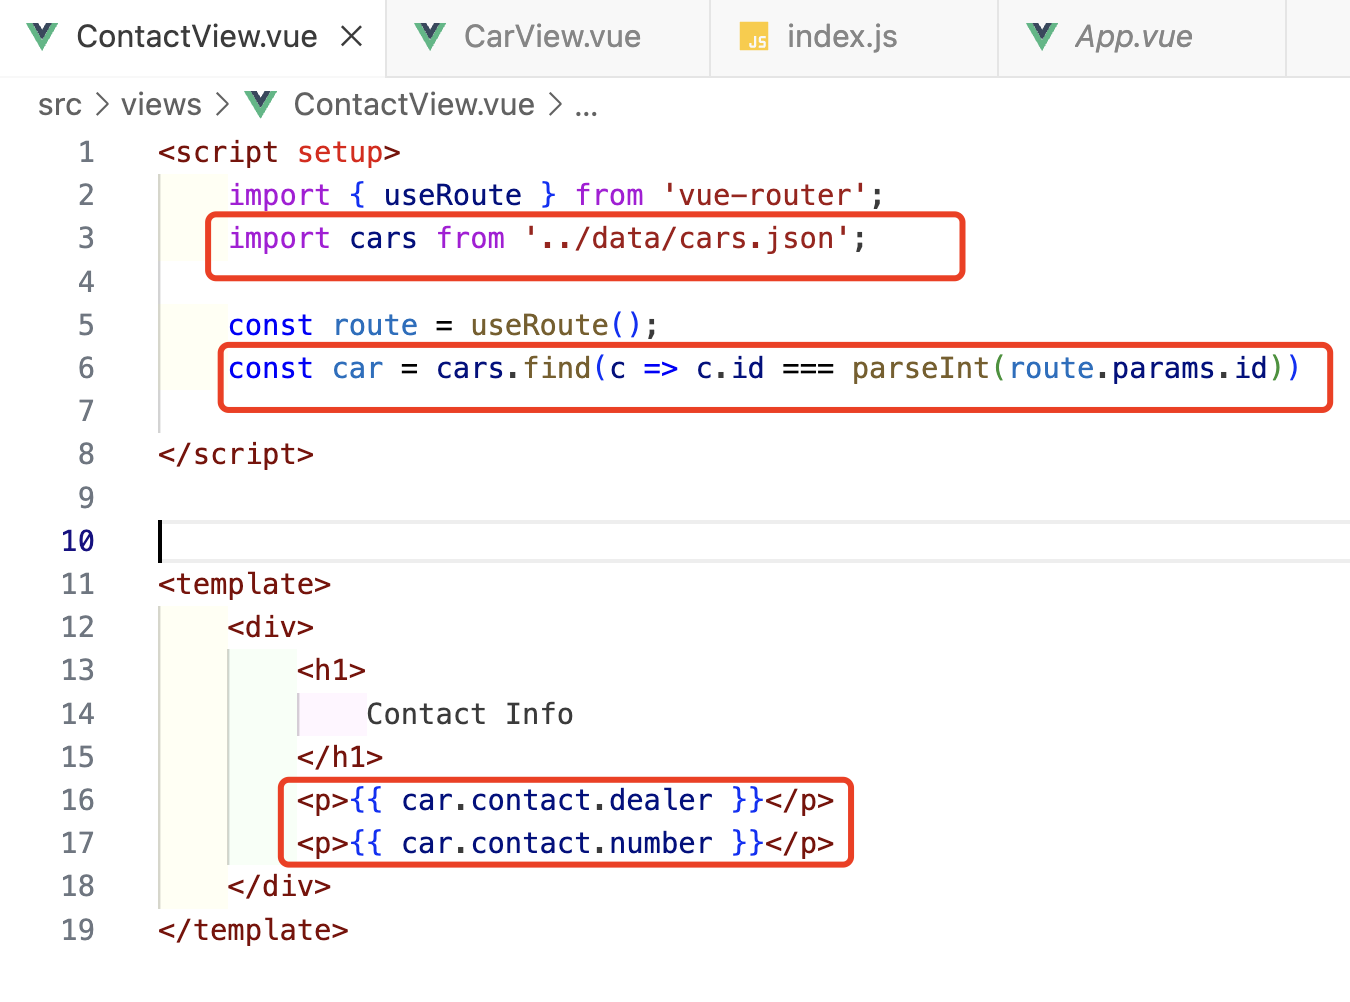 ContactView.vue × CarView.vue JS index.js App.vue
src > views > ContactView.vue > ...
1 <script setup>
2 import { useRoute } from 'vue-router';
3 import cars from '../data/cars.json';
4
5 const route = useRoute();
6 const car = cars.find(c => c.id === parseInt(route.params.id))
7
8 </script>
9
10
11 <template>
12 <div>
13 <h1>
14 Contact Info
15 </h1>
16 <p>{{ car.contact.dealer }}</p>
17 <p>{{ car.contact.number }}</p>
18 </div>
19 </template>